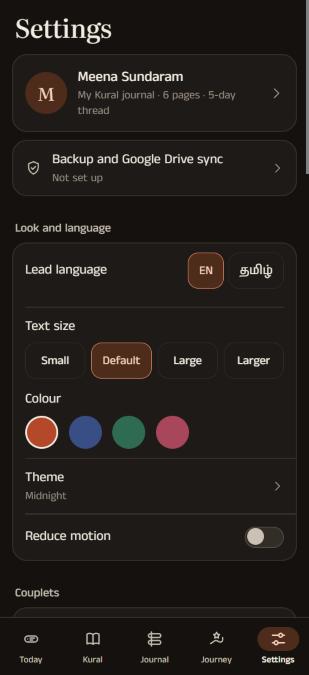 Settings
M
Meena Sundaram
My Kural journal · 6 pages · 5-day
thread
Backup and Google Drive sync
Not set up
Look and language
Lead language
EN
தமிழ்
Text size
Small
Default
Large
Larger
Colour
Theme
Midnight
Reduce motion
Couplets
Today
Kural
Journal
Journey
Settings